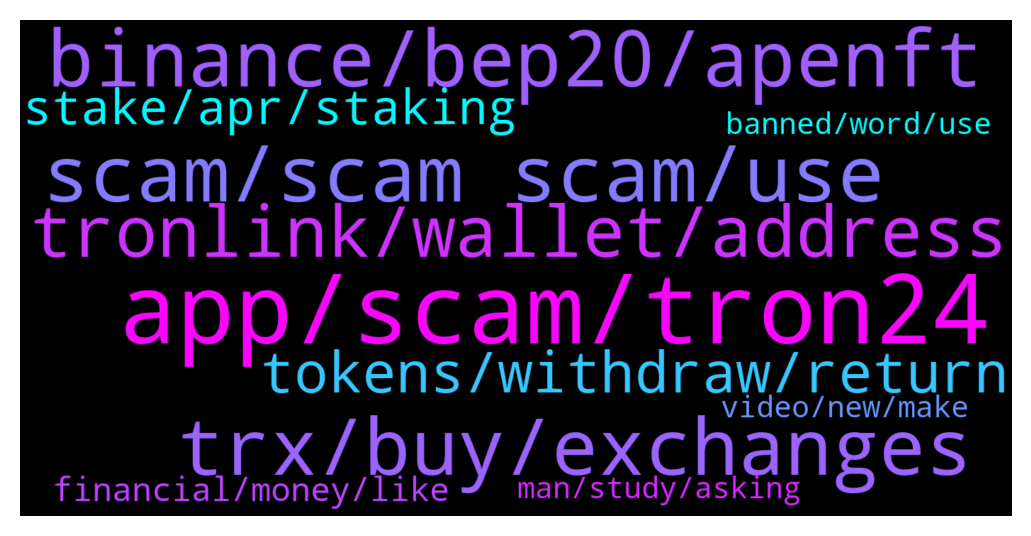 binance/bep20/apenft
stake/apr/staking
banned/word/use
scam/scam scam/use
tronlink/wallet/address
app/scam/tron24
tokens/withdraw/return
video/new/make
trx/buy/exchanges
financial/money/like
man/study/asking